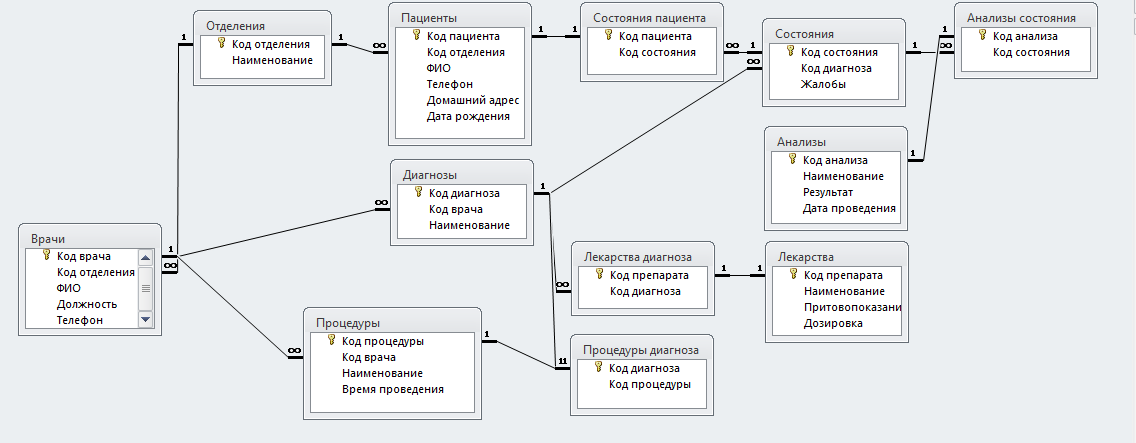 Отделения
Код отделения
Наименование
Пациенты
Код пациента
Код отделения
ФИО
Телефон
Домашний адрес
Дата рождения
Состояния пациента
Код пациента
Код состояния
Состояния
Код состояния
Код диагноза
Жалобы
Анализы состояния
Код анализа
Код состояния
Анализы
Код анализа
Наименование
Результат
Дата проведения
Диагнозы
Код диагноза
Код врача
Наименование
Врачи
Код врача
Код отделения
ФИО
Должность
Телефон
Лекарства диагноза
Код препарата
Код диагноза
Лекарства
Код препарата
Наименование
Притовопоказани
Дозировка
Процедуры
Код процедуры
Код врача
Наименование
Время проведения
Процедуры диагноза
Код диагноза
Код процедуры
1
1
∞
1
1
∞
1
∞
1
∞
1
1
1
∞
1
∞
1
∞
∞
1
1
∞
1
11